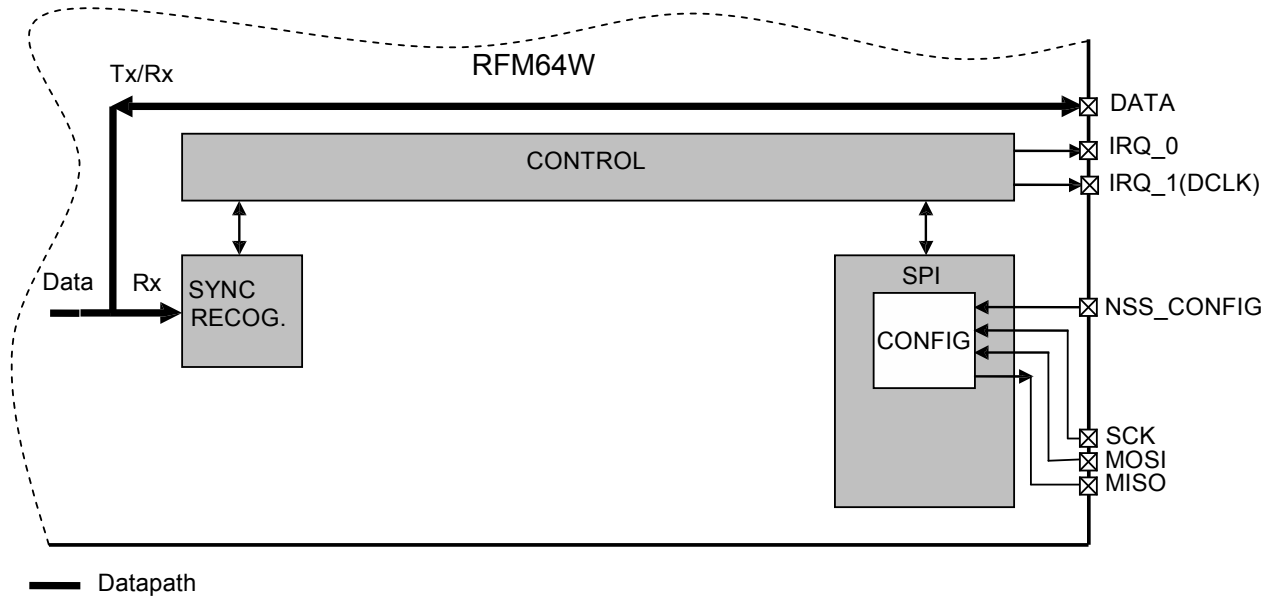 RFM64W
Tx/Rx
DATA
CONTROL
IRQ_0
IRQ_1(DCLK)
Data
Rx
SYNC
RECOG.
SPI
NSS_CONFIG
CONFIG
SCK
MOSI
MISO
Datapath